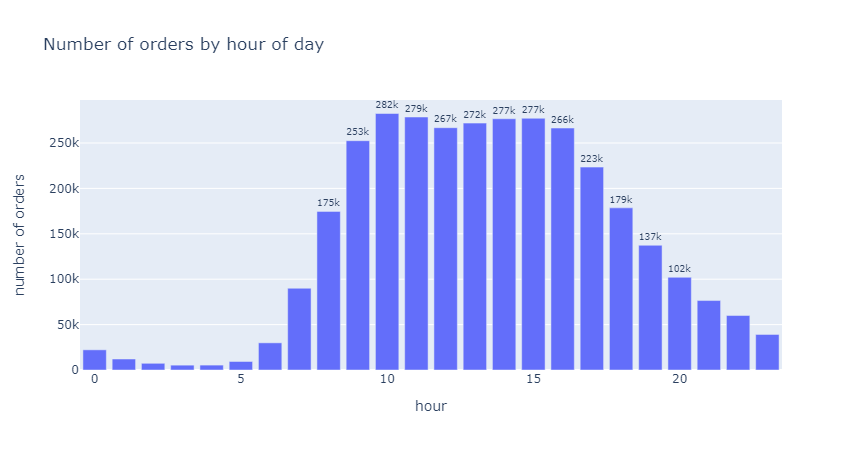 Number of orders by hour of day
282k
279k
277k
277k
272k
267k
266k
253k
250k
223k
200k
175k
179k
150k
137k
number of orders
102k
100k
50k
0
0
5
10
15
20
hour